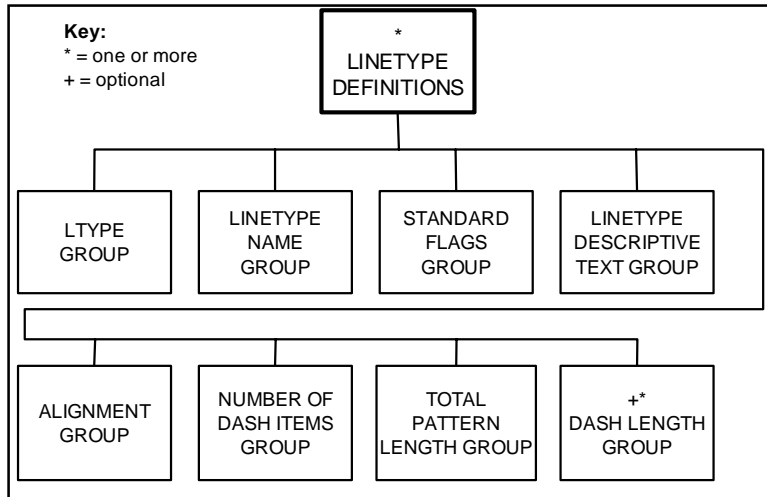 Key:
* = one or more
+ = optional
*
LINETYPE
DEFINITIONS
LTYPE
GROUP
LINETYPE
NAME
GROUP
STANDARD
FLAGS
GROUP
LINETYPE
DESCRIPTIVE
TEXT GROUP
ALIGNMENT
GROUP
NUMBER OF
DASH ITEMS
GROUP
TOTAL
PATTERN
LENGTH GROUP
+*
DASH LENGTH
GROUP